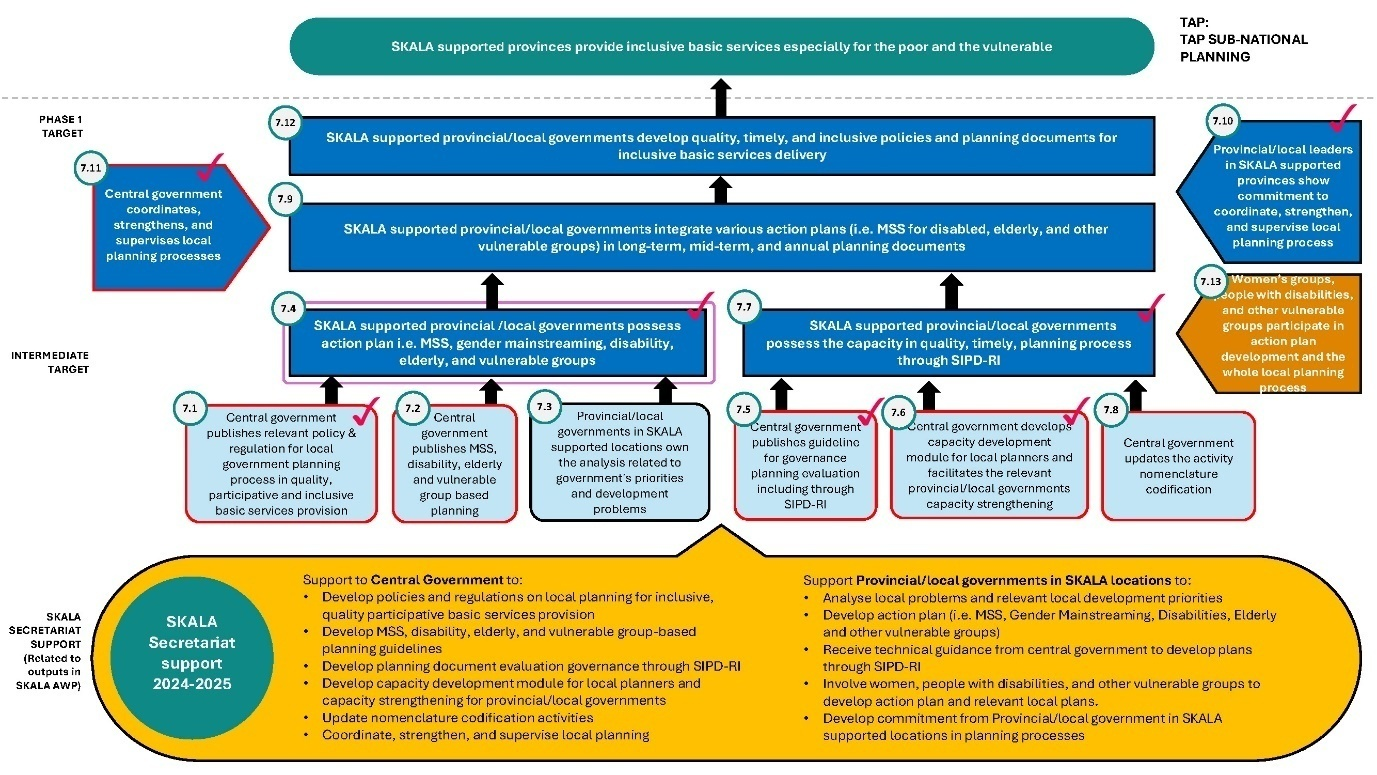 SKALA supported provinces provide inclusive basic services especially for the poor and the vulnerable
TAP:
TAP SUB-NATIONAL
PLANNING
PHASE 1
TARGET
7.12
SKALA supported provincial/local governments develop quality, timely, and inclusive policies and planning documents for
inclusive basic services delivery
7.10
Provincial/local leaders
in SKALA supported
provinces show
commitment to
coordinate, strengthen,
and supervise local
planning process
7.11
Central government
coordinates,
strengthens, and
supervises local
planning processes
7.9
SKALA supported provincial/local governments integrate various action plans (i.e. MSS for disabled, elderly, and other
vulnerable groups) in long-term, mid-term, and annual planning documents
7.13
Women's groups,
people with disabilities,
and other vulnerable
groups participate in
action plan
development and the
whole local planning
process
INTERMEDIATE
TARGET
7.4
SKALA supported provincial /local governments possess
action plan i.e. MSS, gender mainstreaming, disability,
elderly, and vulnerable groups
7.7
SKALA supported provincial/local governments
possess the capacity in quality, timely, planning process
through SIPD-RI
7.1
Central government
publishes relevant policy &
regulation for local
government planning
process in quality,
participative and inclusive
basic services provision
7.2
Central
government
publishes MSS,
disability, elderly
and vulnerable
group based
planning
7.3
Provincial/local
governments in SKALA
supported locations own
the analysis related to
government's priorities
and development
problems
7.5
Central government
publishes guideline
for governance
planning evaluation
including through
SIPD-RI
7.6
Central government develops
capacity development
module for local planners and
facilitates the relevant
provincial/local governments
capacity strengthening
7.8
Central government
updates the activity
nomenclature
codification
SKALA
SECRETARIAT
SUPPORT
(Related to
outputs in
SKALA AWP)
SKALA
Secretariat
support
2024-2025
Support to Central Government to:
• Develop policies and regulations on local planning for inclusive,
quality participative basic services provision
• Develop MSS, disability, elderly, and vulnerable group-based
planning guidelines
• Develop planning document evaluation governance through SIPD-RI
• Develop capacity development module for local planners and
capacity strengthening for provincial/local governments
• Update nomenclature codification activities
• Coordinate, strengthen, and supervise local planning
Support Provincial/local governments in SKALA locations to:
• Analyse local problems and relevant local development priorities
• Develop action plan (i.e. MSS, Gender Mainstreaming, Disabilities, Elderly
and other vulnerable groups)
• Receive technical guidance from central government to develop plans
through SIPD-RI
• Involve women, people with disabilities, and other vulnerable groups to
develop action plan and relevant local plans.
• Develop commitment from Provincial/local government in SKALA
supported locations in planning processes